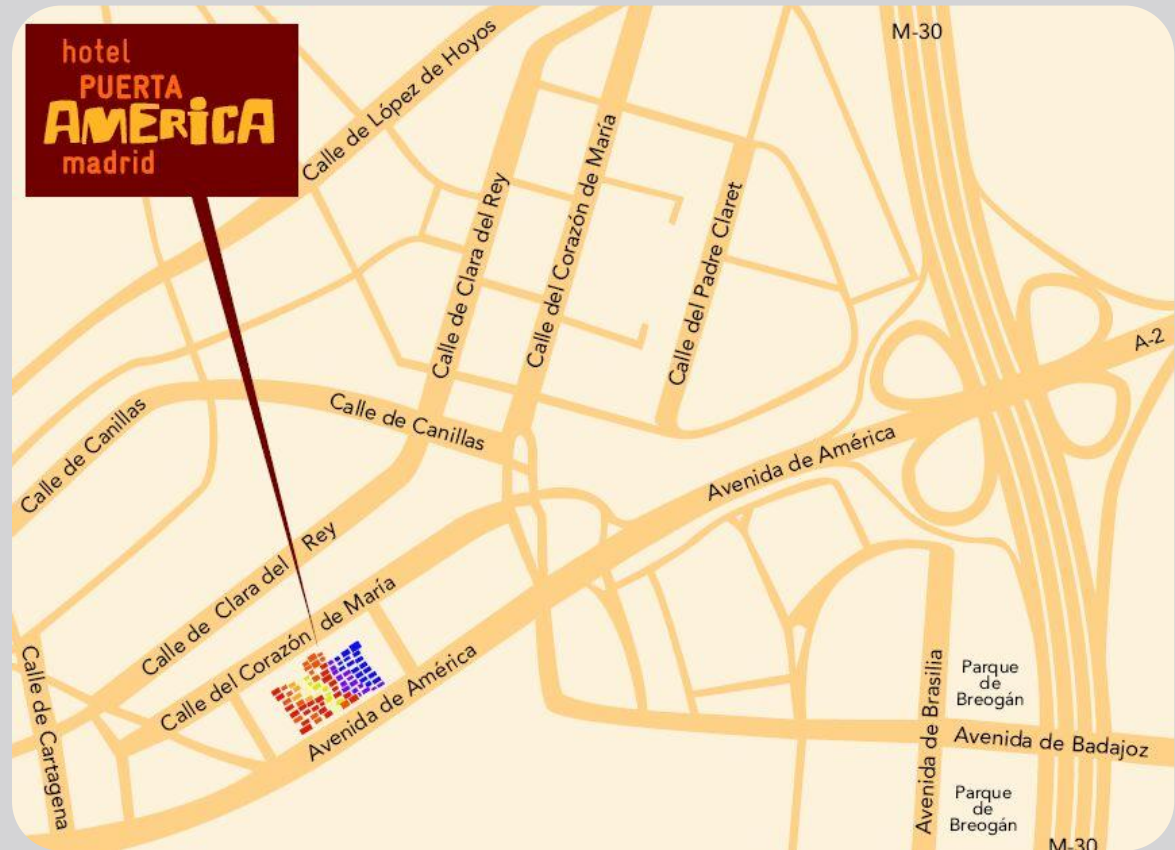 hotel
PUERTA
AMERiCA
madrid
M-30
Calle de López de Hoyos
Calle de Clara del Rey
Calle del Corazón de María
Calle del Padre Claret
A-2
Calle de Canillas
Calle de Canillas
Avenida de América
Calle de Clara del Rey
Calle del Corazón de María
Avenida de América
Calle de Cartagena
Avenida de Brasilia
Parque
de
Breogán
Avenida de Badajoz
Parque
de
Breogán
M-30